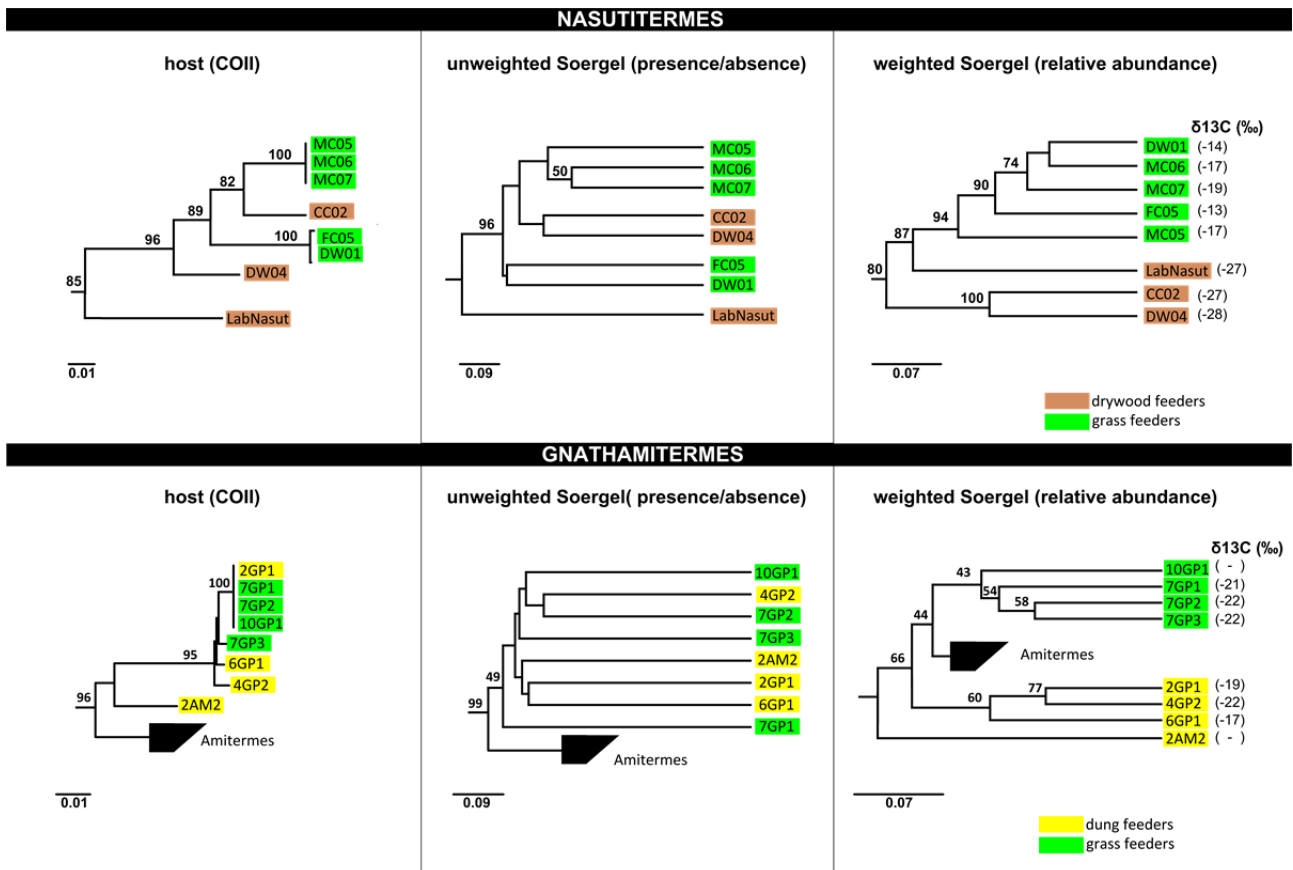 NASUTITERMES
host (COII)
MC05
100
MC06
MC07
82
CC02
89
100
FC05
DW01
96
DW04
85
LabNasut
0.01
unweighted Soergel (presence/absence)
MC05
50
MC06
MC07
CC02
96
DW04
FC05
DW01
LabNasut
0.09
weighted Soergel (relative abundance)
δ13C (‰)
DW01 (-14)
74
MC06 (-17)
90
MC07 (-19)
94
FC05 (-13)
87
MC05 (-17)
80
LabNasut (-27)
100
CC02 (-27)
DW04 (-28)
0.07
drywood feeders
grass feeders
GNATHAMITERMES
host (COII)
2GP1
100
7GP1
7GP2
10GP1
7GP3
95
6GP1
4GP2
96
2AM2
Amitermes
0.01
unweighted Soergel( presence/absence)
10GP1
4GP2
7GP2
7GP3
2AM2
49
2GP1
99
6GP1
7GP1
Amitermes
0.09
weighted Soergel (relative abundance)
δ13C (‰)
43
10GP1 ( - )
54
7GP1 (-21)
58
7GP2 (-22)
44
7GP3 (-22)
Amitermes
66
77
2GP1 (-19)
60
4GP2 (-22)
6GP1 (-17)
2AM2 ( - )
0.07
dung feeders
grass feeders